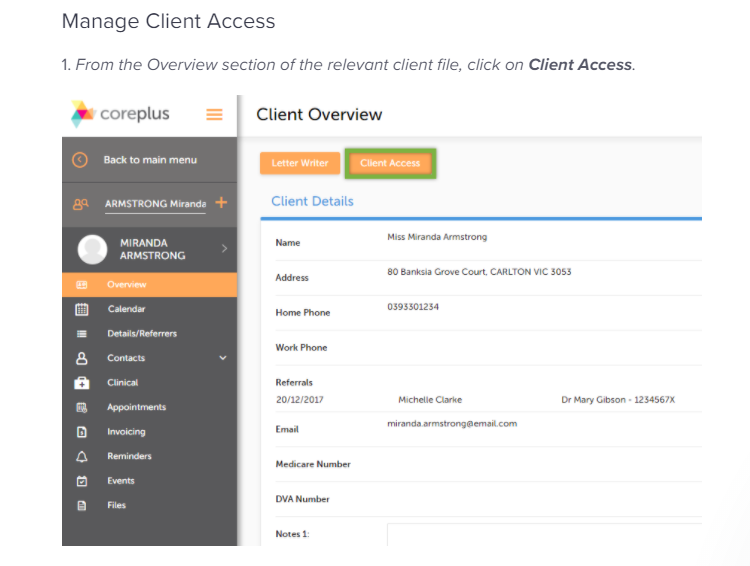 Manage Client Access
1. From the Overview section of the relevant client file, click on Client Access.
coreplus
Client Overview
Back to main menu
Letter Writer Client Access
ARMSTRONG Miranda
Client Details
MIRANDA
ARMSTRONG
Overview
Calendar
Details/Referrers
Contacts
Clinical
Appointments
Invoicing
Reminders
Events
Files
Name Miss Miranda Armstrong
Address 80 Banksia Grove Court, CARLTON VIC 3053
Home Phone 0393301234
Work Phone
Referrals
20/12/2017 Michelle Clarke Dr Mary Gibson - 1234567X
Email miranda.armstrong@email.com
Medicare Number
DVA Number
Notes 1: